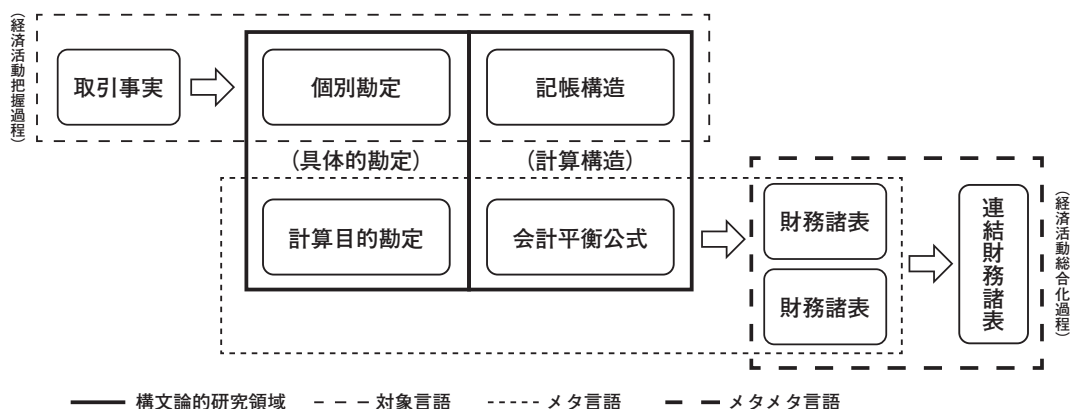 （経済活動把握過程）
取引事実
個別勘定
記帳構造
（具体的勘定）
（計算構造）
計算目的勘定
会計平衡公式
財務諸表
財務諸表
連結財務諸表
（経済活動総合化過程）
構文論的研究領域
対象言語
メタ言語
メタメタ言語